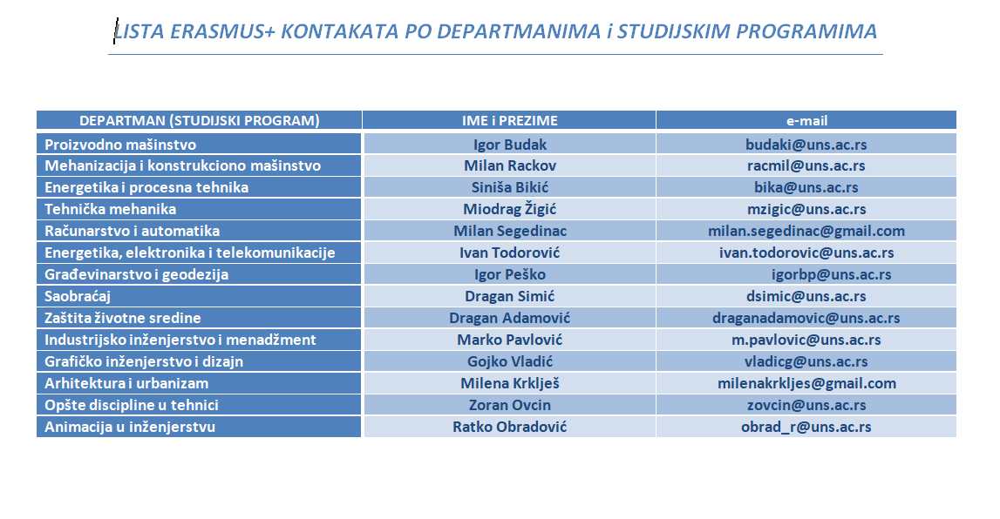 LISTA ERASMUS+ KONTAKATA PO DEPARTMANIMA i STUDIJSKIM PROGRAMIMA
DEPARTMAN (STUDIJSKI PROGRAM) IME i PREZIME e-mail
Proizvodno mašinstvo Igor Budak budaki@uns.ac.rs
Mehanizacija i konstrukciono mašinstvo Milan Rackov racmil@uns.ac.rs
Energetika i procesna tehnika Siniša Bikić bika@uns.ac.rs
Tehnička mehanika Miodrag Žigić mzigic@uns.ac.rs
Računarstvo i automatika Milan Segedinac milan.segedinac@gmail.com
Energetika, elektronika i telekomunikacije Ivan Todorović ivan.todorovic@uns.ac.rs
Građevinarstvo i geodezija Igor Peško igorbp@uns.ac.rs
Saobraćaj Dragan Simić dsimic@uns.ac.rs
Zaštita životne sredine Dragan Adamović draganadamovic@uns.ac.rs
Industrijsko inženjerstvo i menadžment Marko Pavlović m.pavlovic@uns.ac.rs
Grafičko inženjerstvo i dizajn Gojko Vladić vladicg@uns.ac.rs
Arhitektura i urbanizam Milena Krklješ milenakrkljes@gmail.com
Opšte discipline u tehnici Zoran Ovcin zovcin@uns.ac.rs
Animacija u inženjerstvu Ratko Obradović obrad_r@uns.ac.rs